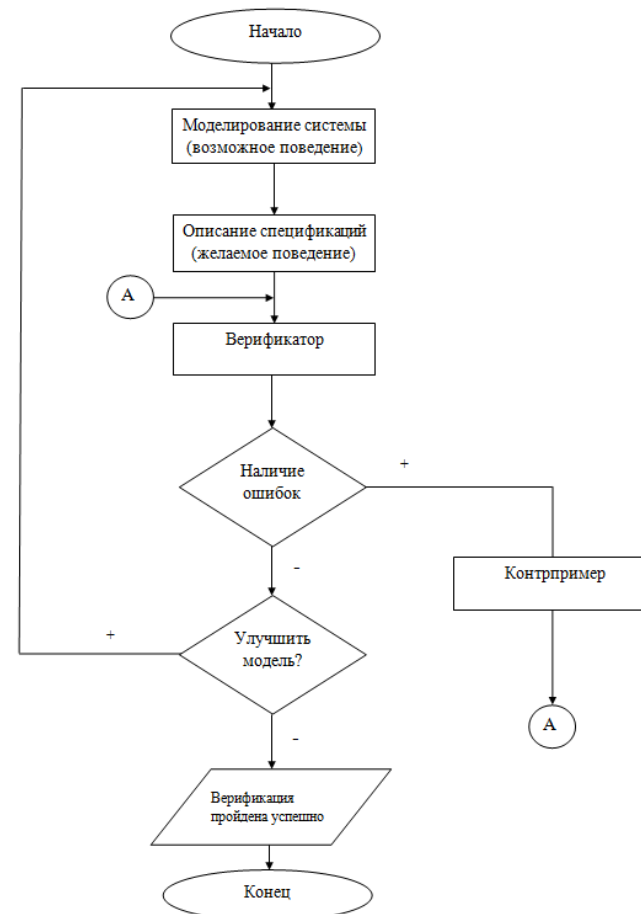 Начало
Моделирование системы
(возможное поведение)
Описание спецификаций
(желаемое поведение)
А
Верификатор
Наличие
ошибок
+
-
Контрпример
Улучшить
модель?
+
А
-
Верификация
пройдена успешно
Конец